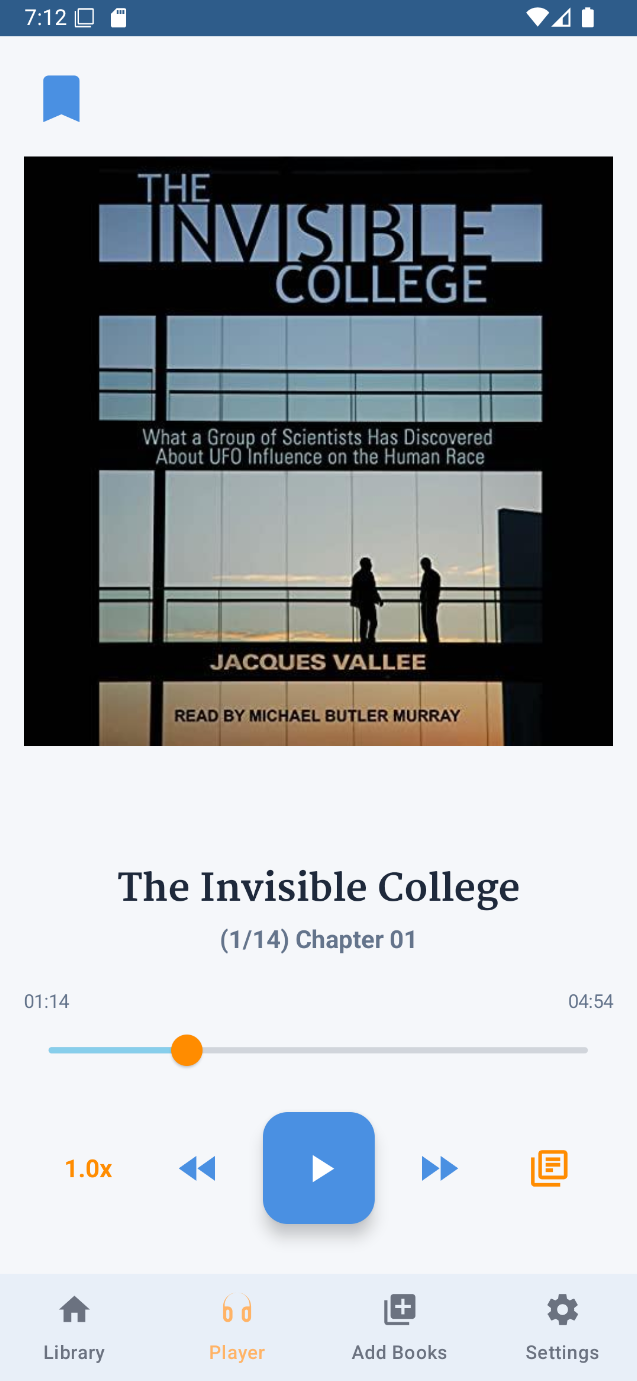 7:12
THE
INVISIBLE
COLLEGE
What a Group of Scientists Has Discovered
About UFO Influence on the Human Race
JACQUES VALLEE
READ BY MICHAEL BUTLER MURRAY
The Invisible College
(1/14) Chapter 01
01:14 04:54
1.0x
Library Player Add Books Settings